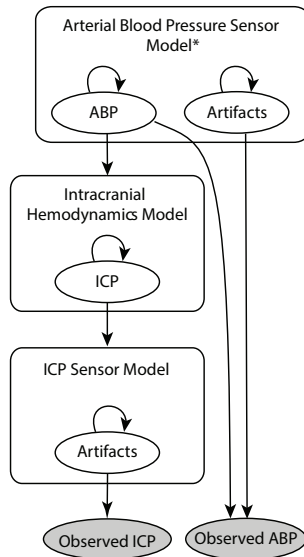 Arterial Blood Pressure Sensor
Model*
ABP
Artifacts
Intracranial
Hemodynamics Model
ICP
ICP Sensor Model
Artifacts
Observed ICP
Observed ABP